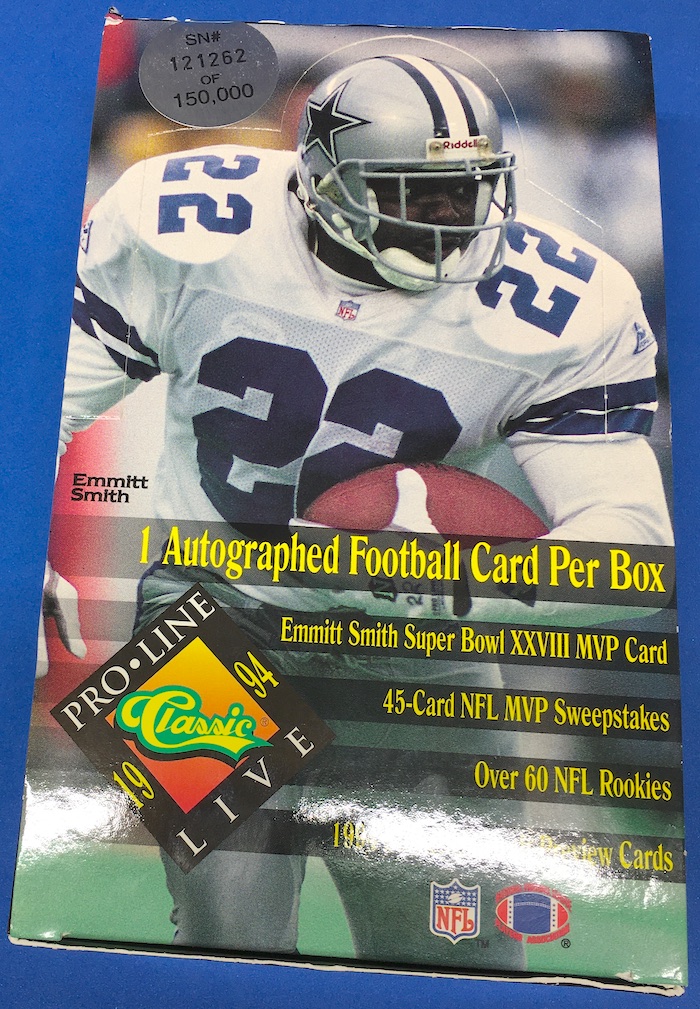 SN#
121262
OF
150,000
22
22
Riddell
NFL
22
Emmitt
Smith
1 Autographed Football Card Per Box
Emmitt Smith Super Bowl XXVIII MVP Card
45-Card NFL MVP Sweepstakes
Over 60 NFL Rookies
Preview Cards
PRO•LINE
Classic®
1994
LIVE
NFL
TM
®